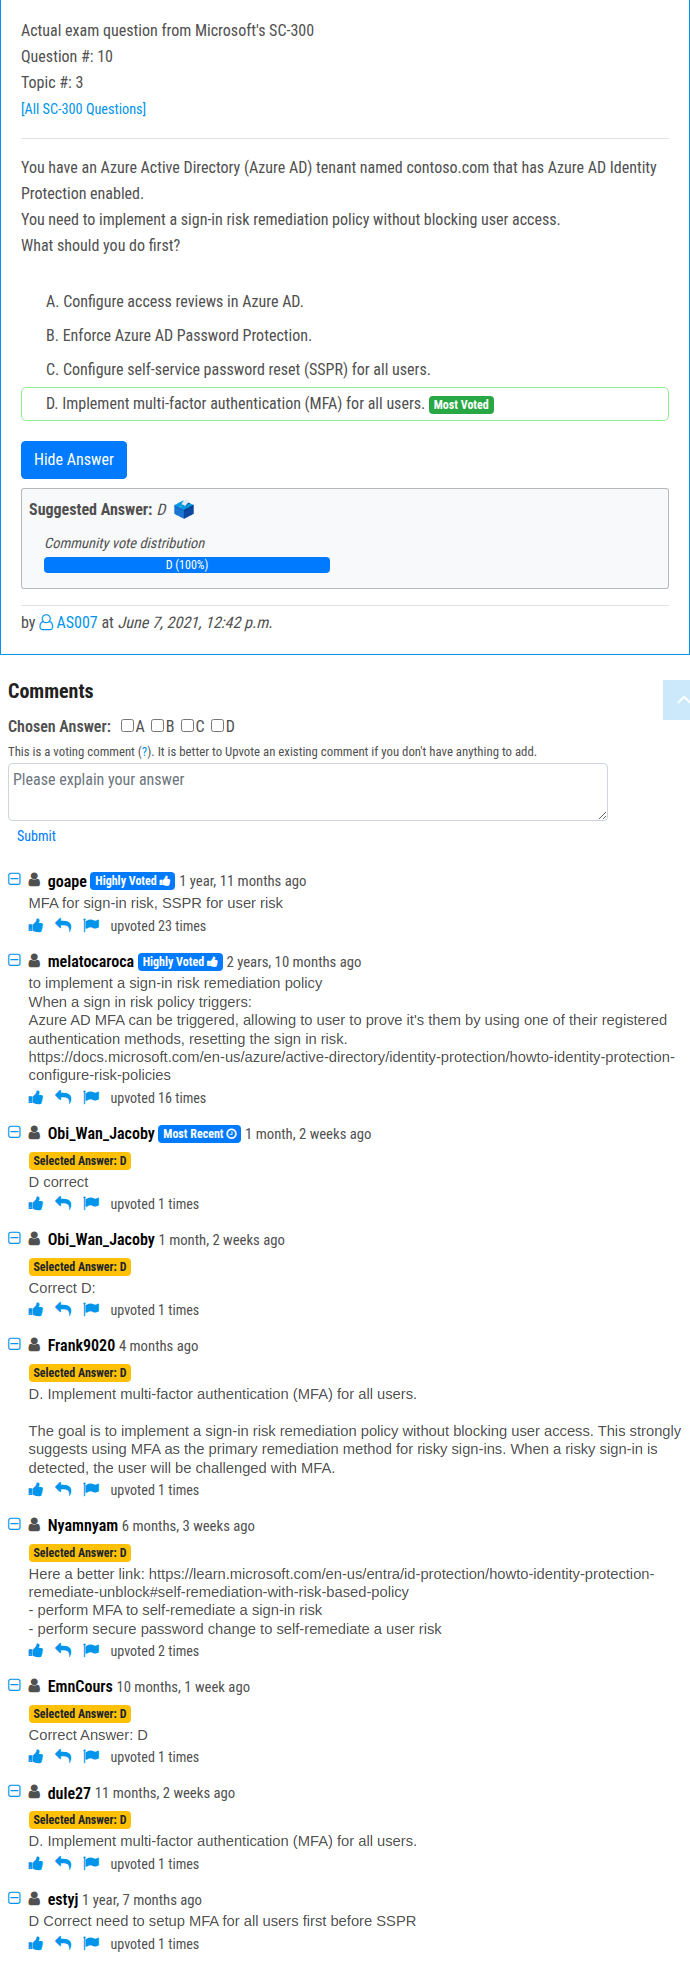 Actual exam question from Microsoft's SC-300
Question #: 10
Topic #: 3
[All SC-300 Questions]
You have an Azure Active Directory (Azure AD) tenant named contoso.com that has Azure AD Identity
Protection enabled.
You need to implement a sign-in risk remediation policy without blocking user access.
What should you do first?
A. Configure access reviews in Azure AD.
B. Enforce Azure AD Password Protection.
C. Configure self-service password reset (SSPR) for all users.
D. Implement multi-factor authentication (MFA) for all users. Most Voted
Hide Answer
Suggested Answer: D
Community vote distribution
D (100%)
by AS007 at June 7, 2021, 12:42 p.m.
Comments
Chosen Answer: A B C D
This is a voting comment (?). It is better to Upvote an existing comment if you don't have anything to add.
Please explain your answer
Submit
goape Highly Voted 1 year, 11 months ago
MFA for sign-in risk, SSPR for user risk
upvoted 23 times
melatocaroca Highly Voted 2 years, 10 months ago
to implement a sign-in risk remediation policy
When a sign in risk policy triggers:
Azure AD MFA can be triggered, allowing to user to prove it's them by using one of their registered
authentication methods, resetting the sign in risk.
https://docs.microsoft.com/en-us/azure/active-directory/identity-protection/howto-identity-protection-
configure-risk-policies
upvoted 16 times
Obi_Wan_Jacoby Most Recent 1 month, 2 weeks ago
Selected Answer: D
D correct
upvoted 1 times
Obi_Wan_Jacoby 1 month, 2 weeks ago
Selected Answer: D
Correct D:
upvoted 1 times
Frank9020 4 months ago
Selected Answer: D
D. Implement multi-factor authentication (MFA) for all users.
The goal is to implement a sign-in risk remediation policy without blocking user access. This strongly
suggests using MFA as the primary remediation method for risky sign-ins. When a risky sign-in is
detected, the user will be challenged with MFA.
upvoted 1 times
Nyamnyam 6 months, 3 weeks ago
Selected Answer: D
Here a better link: https://learn.microsoft.com/en-us/entra/id-protection/howto-identity-protection-
remediate-unblock#self-remediation-with-risk-based-policy
- perform MFA to self-remediate a sign-in risk
- perform secure password change to self-remediate a user risk
upvoted 2 times
EmnCours 10 months, 1 week ago
Selected Answer: D
Correct Answer: D
upvoted 1 times
dule27 11 months, 2 weeks ago
Selected Answer: D
D. Implement multi-factor authentication (MFA) for all users.
upvoted 1 times
estyj 1 year, 7 months ago
D Correct need to setup MFA for all users first before SSPR
upvoted 1 times